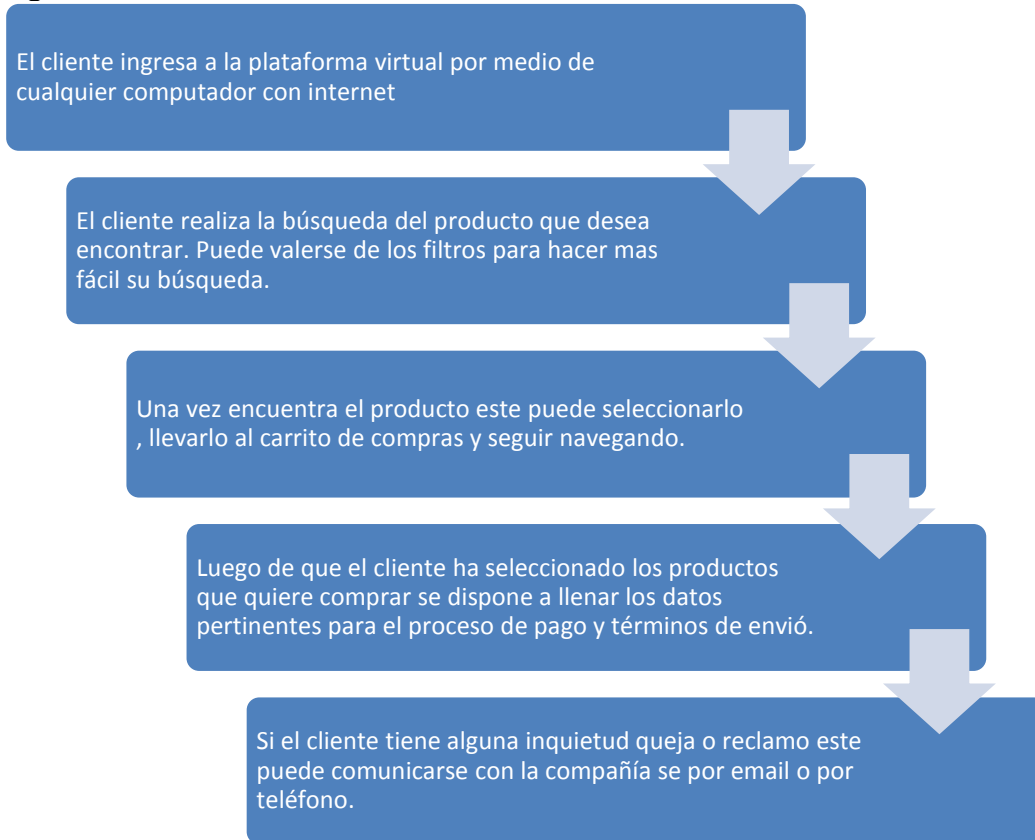 El cliente ingresa a la plataforma virtual por medio de
cualquier computador con internet
El cliente realiza la búsqueda del producto que desea
encontrar. Puede valerse de los filtros para hacer mas
fácil su búsqueda.
Una vez encuentra el producto este puede seleccionarlo
, llevarlo al carrito de compras y seguir navegando.
Luego de que el cliente ha seleccionado los productos
que quiere comprar se dispone a llenar los datos
pertinentes para el proceso de pago y términos de envió.
Si el cliente tiene alguna inquietud queja o reclamo este
puede comunicarse con la compañía se por email o por
teléfono.